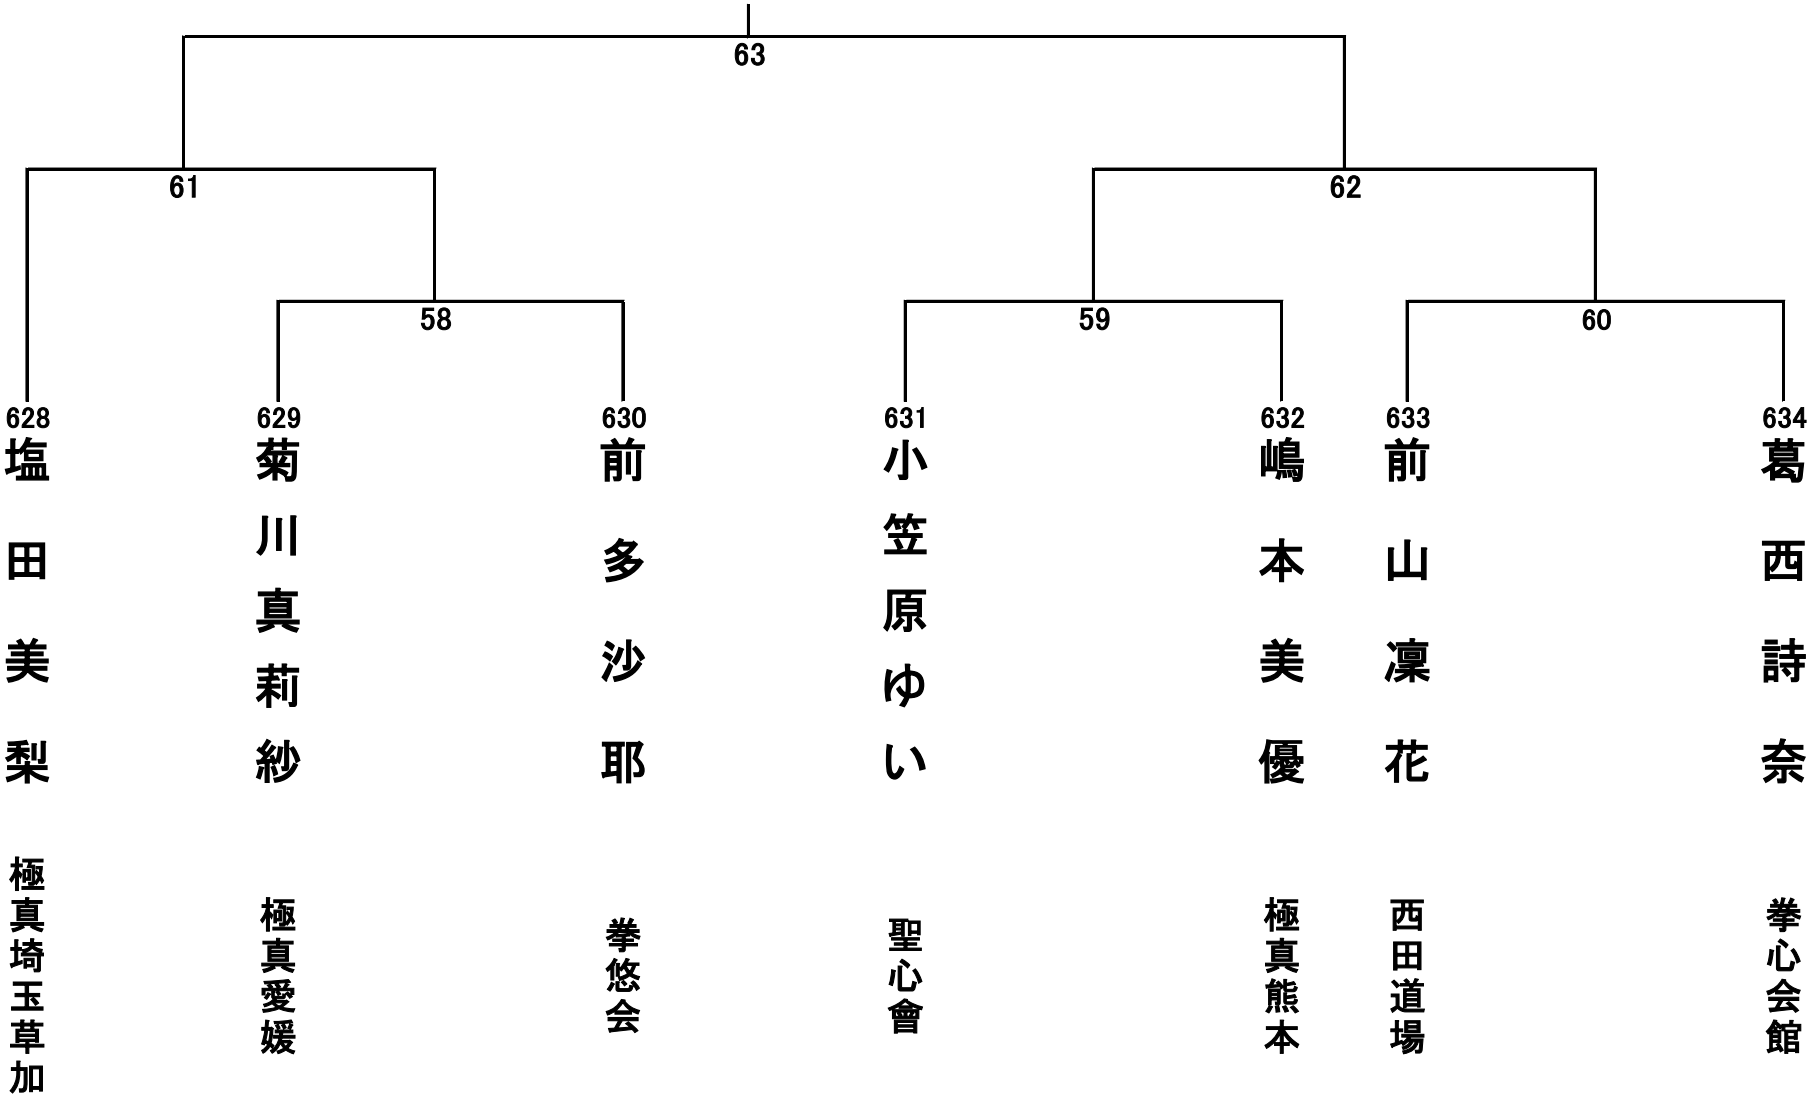 63
61
62
58
59
60
628
629
630
631
632
633
634
塩田美梨
菊川真莉紗
前多沙耶
小笠原ゆい
嶋本美優
前山凜花
葛西詩奈
極真埼玉草加
極真愛媛
拳悠会
聖心會
極真熊本
西田道場
拳心会館